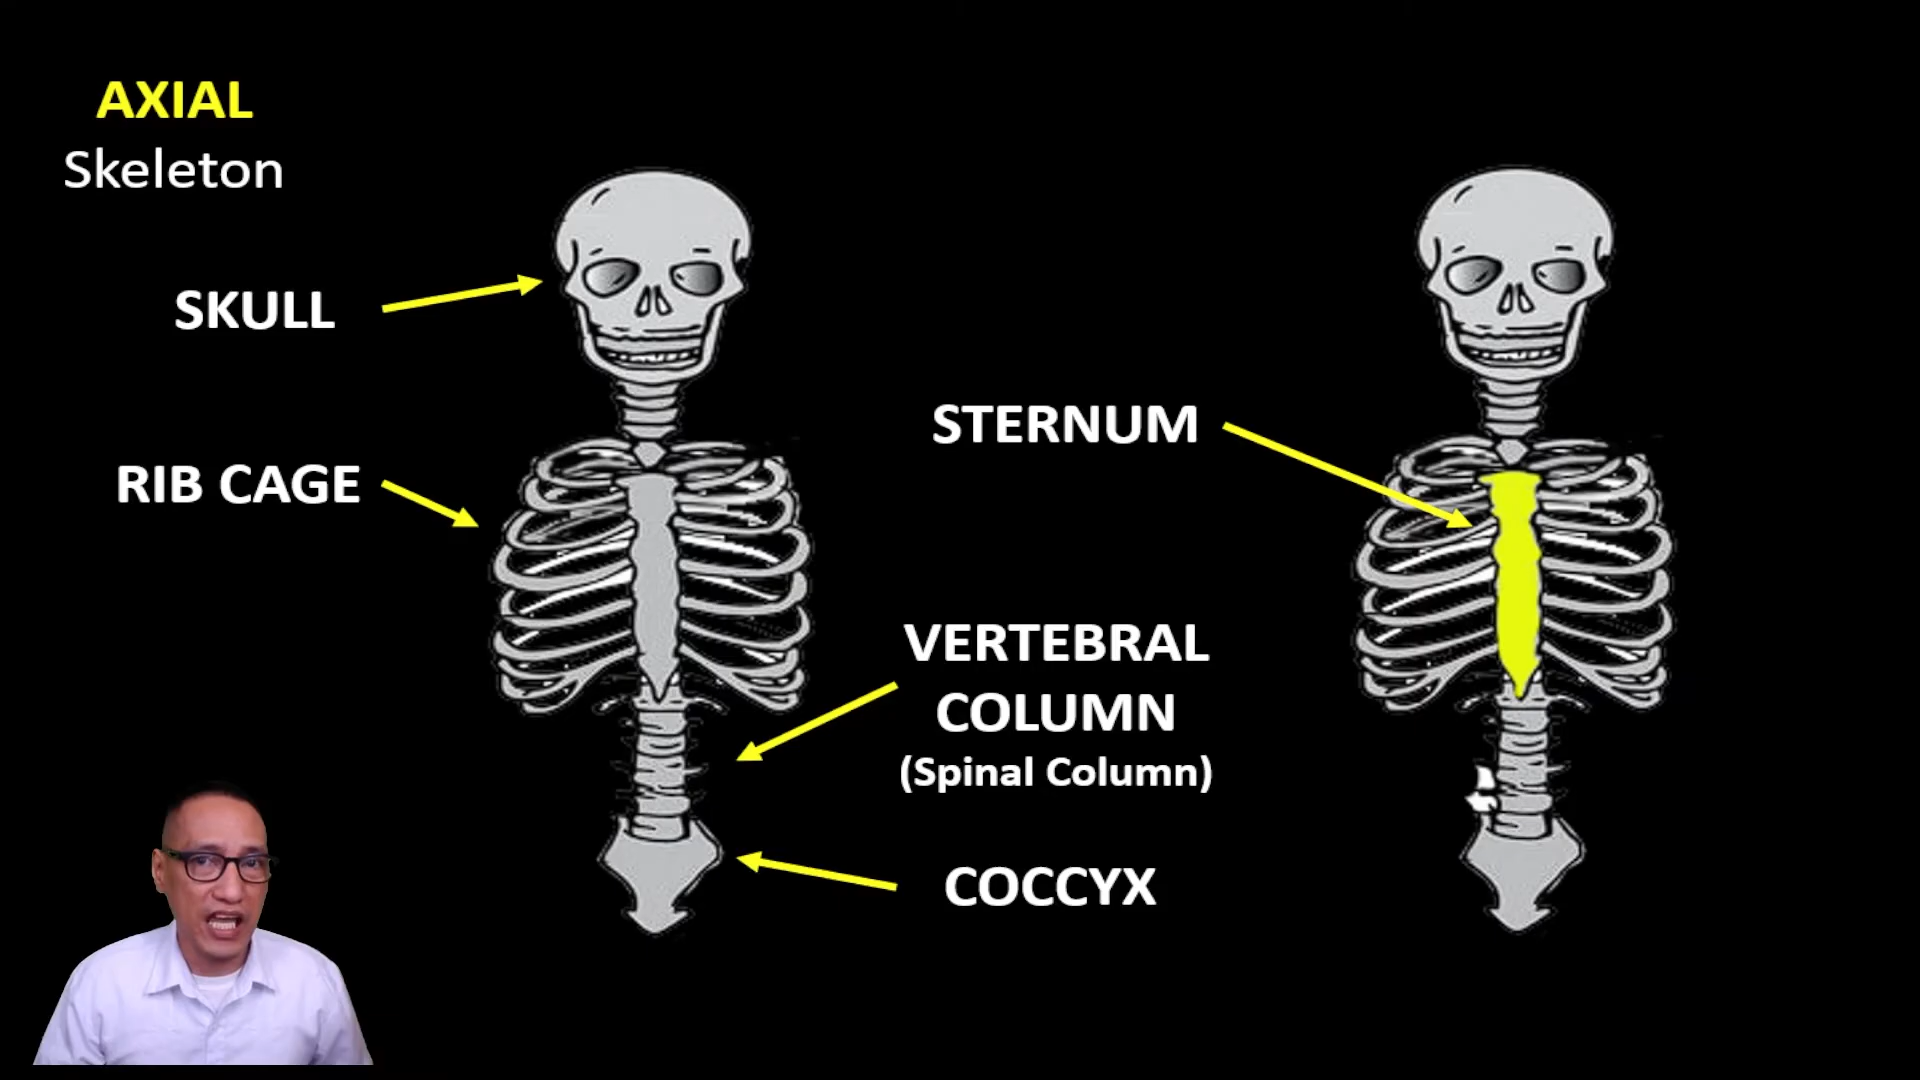 AXIAL
Skeleton
SKULL
RIB CAGE
STERNUM
VERTEBRAL
COLUMN
(Spinal Column)
COCCYX